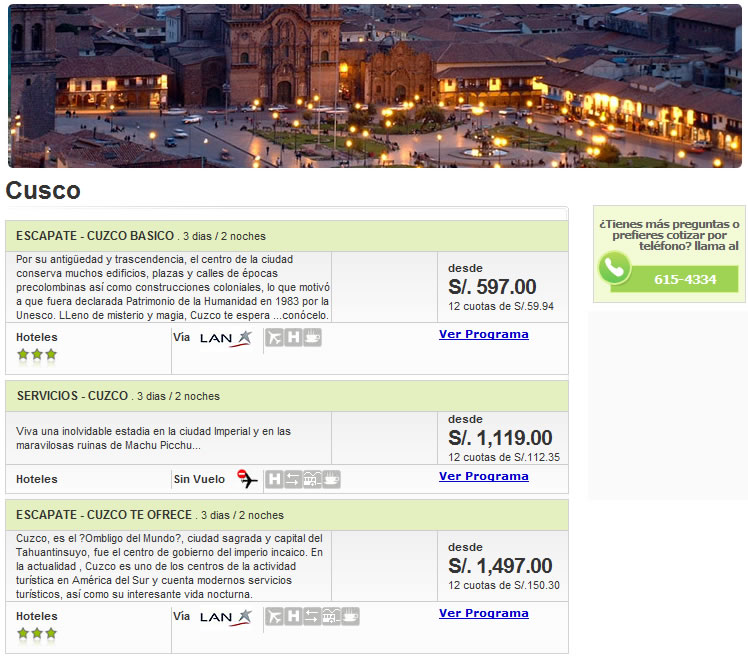 Cusco
ESCAPATE - CUZCO BASICO . 3 dias / 2 noches
Por su antigüedad y trascendencia, el centro de la ciudad
conserva muchos edificios, plazas y calles de épocas
precolombinas así como construcciones coloniales, lo que motivó
a que fuera declarada Patrimonio de la Humanidad en 1983 por la
Unesco. LLeno de misterio y magia, Cuzco te espera ...conócelo.
desde
S/. 597.00
12 cuotas de S/.59.94
Hoteles
Vía LAN
H
Ver Programa
SERVICIOS - CUZCO . 3 dias / 2 noches
Viva una inolvidable estadia en la ciudad Imperial y en las
maravilosas ruinas de Machu Picchu...
desde
S/. 1,119.00
12 cuotas de S/.112.35
Hoteles
Sin Vuelo
H
Ver Programa
ESCAPATE - CUZCO TE OFRECE . 3 dias / 2 noches
Cuzco, es el ?Ombligo del Mundo?, ciudad sagrada y capital del
Tahuantinsuyo, fue el centro de gobierno del imperio incaico. En
la actualidad , Cuzco es uno de los centros de la actividad
turística en América del Sur y cuenta modernos servicios
turísticos, así como su interesante vida nocturna.
desde
S/. 1,497.00
12 cuotas de S/.150.30
Hoteles
Vía LAN
H
Ver Programa
¿Tienes más preguntas o
prefieres cotizar por
teléfono? llama al
615-4334